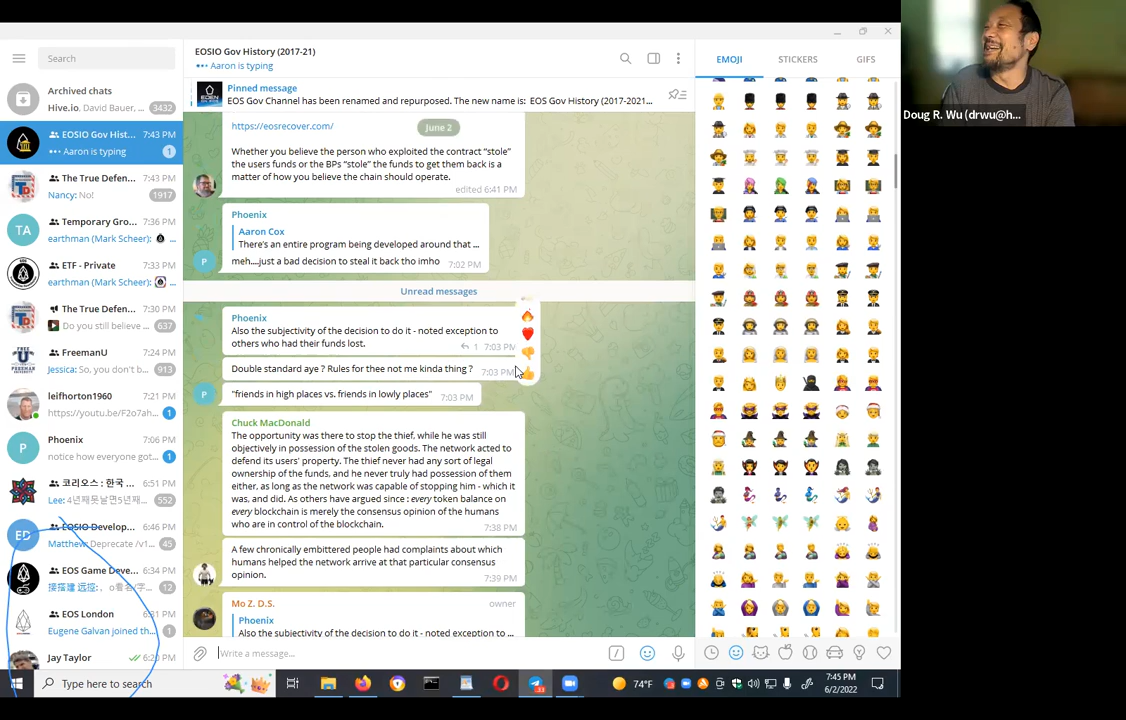 Search
Archived chats
Hive.io, David Bauer, ...
3432
EOSIO Gov Hist...
7:43 PM
Aaron is typing
1
The True Defen...
7:43 PM
Nancy: No!
1917
TA
Temporary Gro...
7:36 PM
earthman (Mark Scheer): ...
ETF - Private
7:33 PM
earthman (Mark Scheer): ...
The True Defen...
7:30 PM
Do you still believe ...
637
FreemanU
7:24 PM
Jessica: So, you don't b...
913
leifhorton1960
7:21 PM
https://youtu.be/F2o7ah...
1
P
Phoenix
7:06 PM
notice how everyone got...
1
코리오스 : 한국 ...
6:51 PM
Lee: 4년째못날면5년째...
552
ED
EOSIO Develop...
6:46 PM
Matthew: Deprecate /v1...
45
EOS Game Deve...
6:34 PM
12
EOS London
6:31 PM
Eugene Galvan joined th...
1
Jay Taylor
EOSIO Gov History (2017-21)
Aaron is typing
Pinned message
EOS Gov Channel has been renamed and repurposed. The new name is: EOS Gov History (2017-2021...
https://eosrecover.com/
June 2
Whether you believe the person who exploited the contract “stole”
the users funds or the BPs “stole” the funds to get them back is a
matter of how you believe the chain should operate.
edited 6:41 PM
Phoenix
Aaron Cox
There's an entire program being developed around that ...
meh....just a bad decision to steal it back tho imho
7:02 PM
P
Unread messages
Phoenix
Also the subjectivity of the decision to do it - noted exception to
others who had their funds lost.
1 7:03 PM
Double standard aye ? Rules for thee not me kinda thing ?
7:03 PM
"friends in high places vs. friends in lowly places"
7:03 PM
P
Chuck MacDonald
The opportunity was there to stop the thief, while he was still
objectively in possession of the stolen goods. The network acted to
defend its users' property. The thief never had any sort of legal
ownership of the funds, and he never truly had possession of them
either, as long as the network was capable of stopping him - which it
was, and did. As others have argued since : every token balance on
every blockchain is merely the consensus opinion of the humans
who are in control of the blockchain.
7:38 PM
A few chronically embittered people had complaints about which
humans helped the network arrive at that particular consensus
opinion.
7:39 PM
Mo Z. D.S.
owner
Phoenix
Also the subjectivity of the decision to do it - noted exception to ...
Write a message...
EMOJI
STICKERS
GIFS
Doug R. Wu (drwu@h...
Type here to search
74°F
7:45 PM
6/2/2022